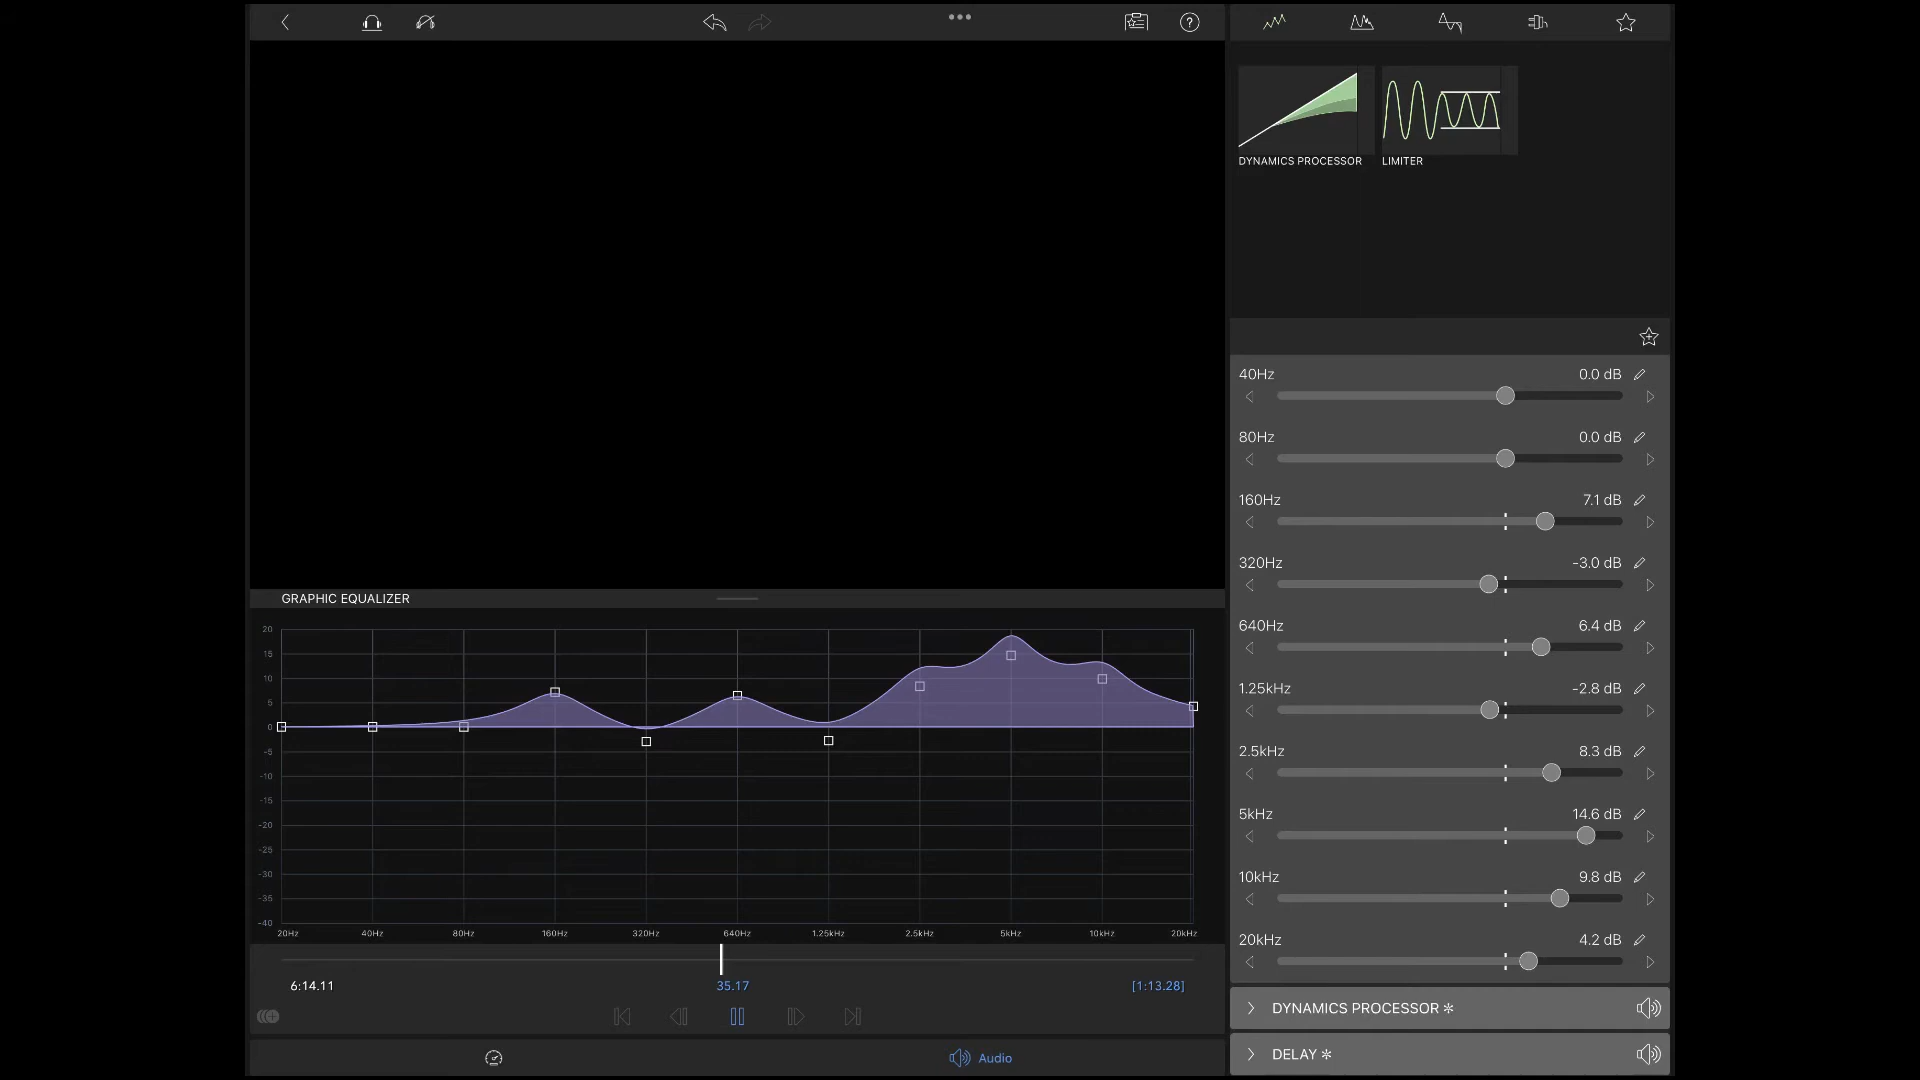 DYNAMICS PROCESSOR
LIMITER
40Hz 0.0 dB
80Hz 0.0 dB
160Hz 7.1 dB
320Hz -3.0 dB
640Hz 6.4 dB
1.25kHz -2.8 dB
2.5kHz 8.3 dB
5kHz 14.6 dB
10kHz 9.8 dB
20kHz 4.2 dB
DYNAMICS PROCESSOR *
DELAY *
GRAPHIC EQUALIZER
20
15
10
5
0
-5
-10
-15
-20
-25
-30
-35
-40
20Hz 40Hz 80Hz 160Hz 320Hz 640Hz 1.25kHz 2.5kHz 5kHz 10kHz 20kHz
6:14.11 35.17 [1:13.28]
Audio